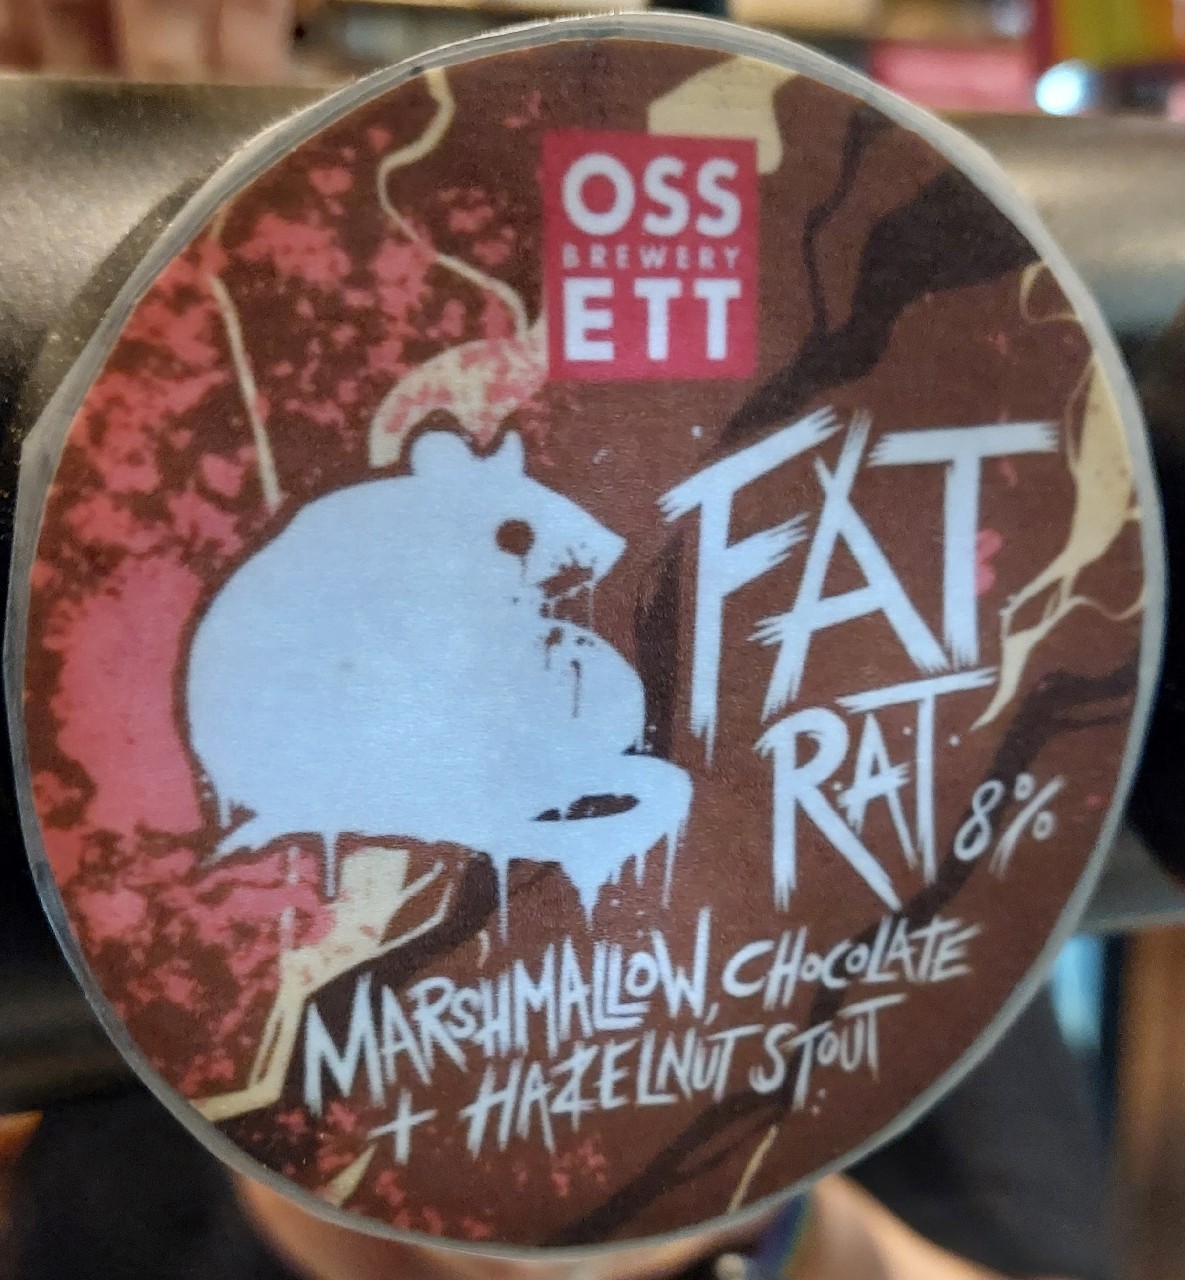 OSS
BREWERY
ETT
FAT
RAT
8%
MARSHMALLOW, CHOCOLATE
+ HAZELNUT STOUT